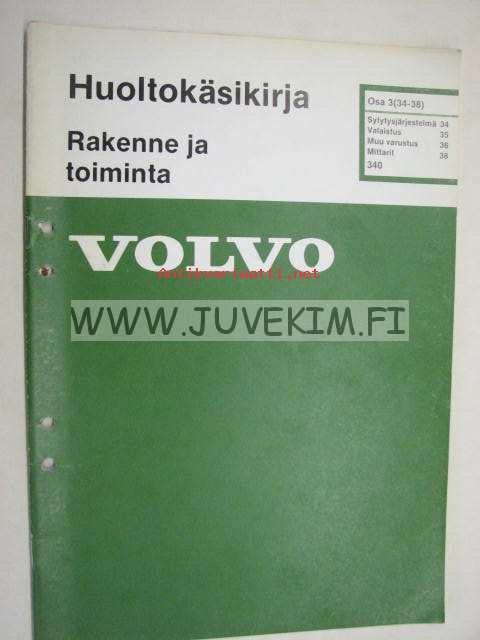 Huoltokäsikirja
Rakenne ja
toiminta
Osa 3(34-38)
Sytytysjärjestelmä 34
Valaistus 35
Muu varustus 36
Mittarit 38
340
VOLVO
Antikvariaatti.net
WWW.JUVEKIM.FI